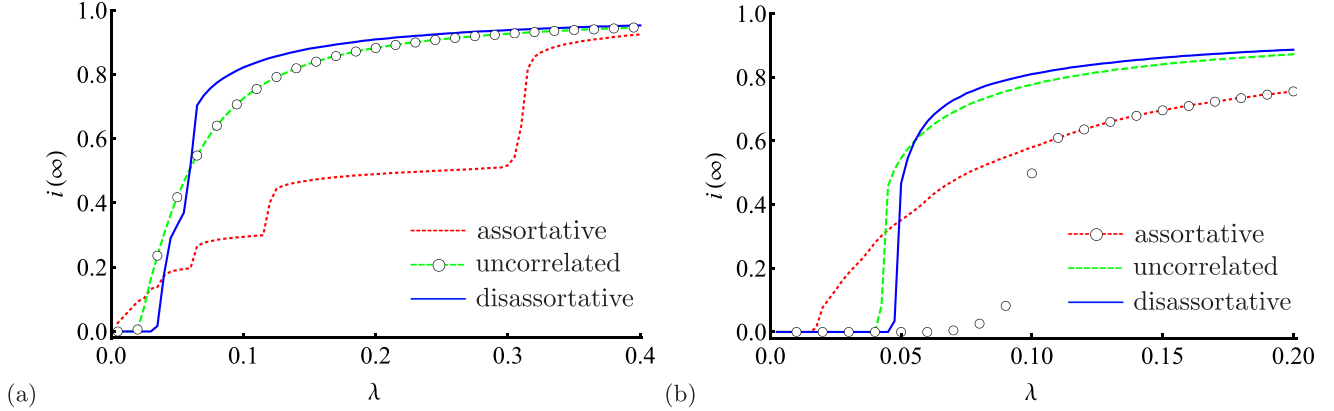 1.0
0.8
0.6
0.4
0.2
0.0
i(∞)
0.0 0.1 0.2 0.3 0.4
λ
assortative
uncorrelated
disassortative
(a)
1.0
0.8
0.6
0.4
0.2
0.0
i(∞)
0.0 0.05 0.10 0.15 0.20
λ
assortative
uncorrelated
disassortative
(b)